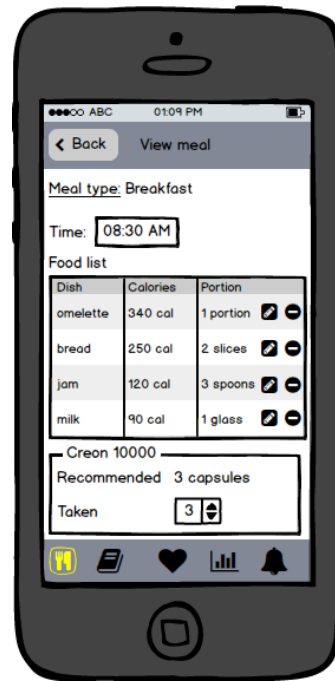 ABC 01:09 PM
Back View meal
Meal type: Breakfast
Time: 08:30 AM
Food list
Dish Calories Portion
omelette 340 cal 1 portion
bread 250 cal 2 slices
jam 120 cal 3 spoons
milk 90 cal 1 glass
Creon 10000
Recommended 3 capsules
Taken 3